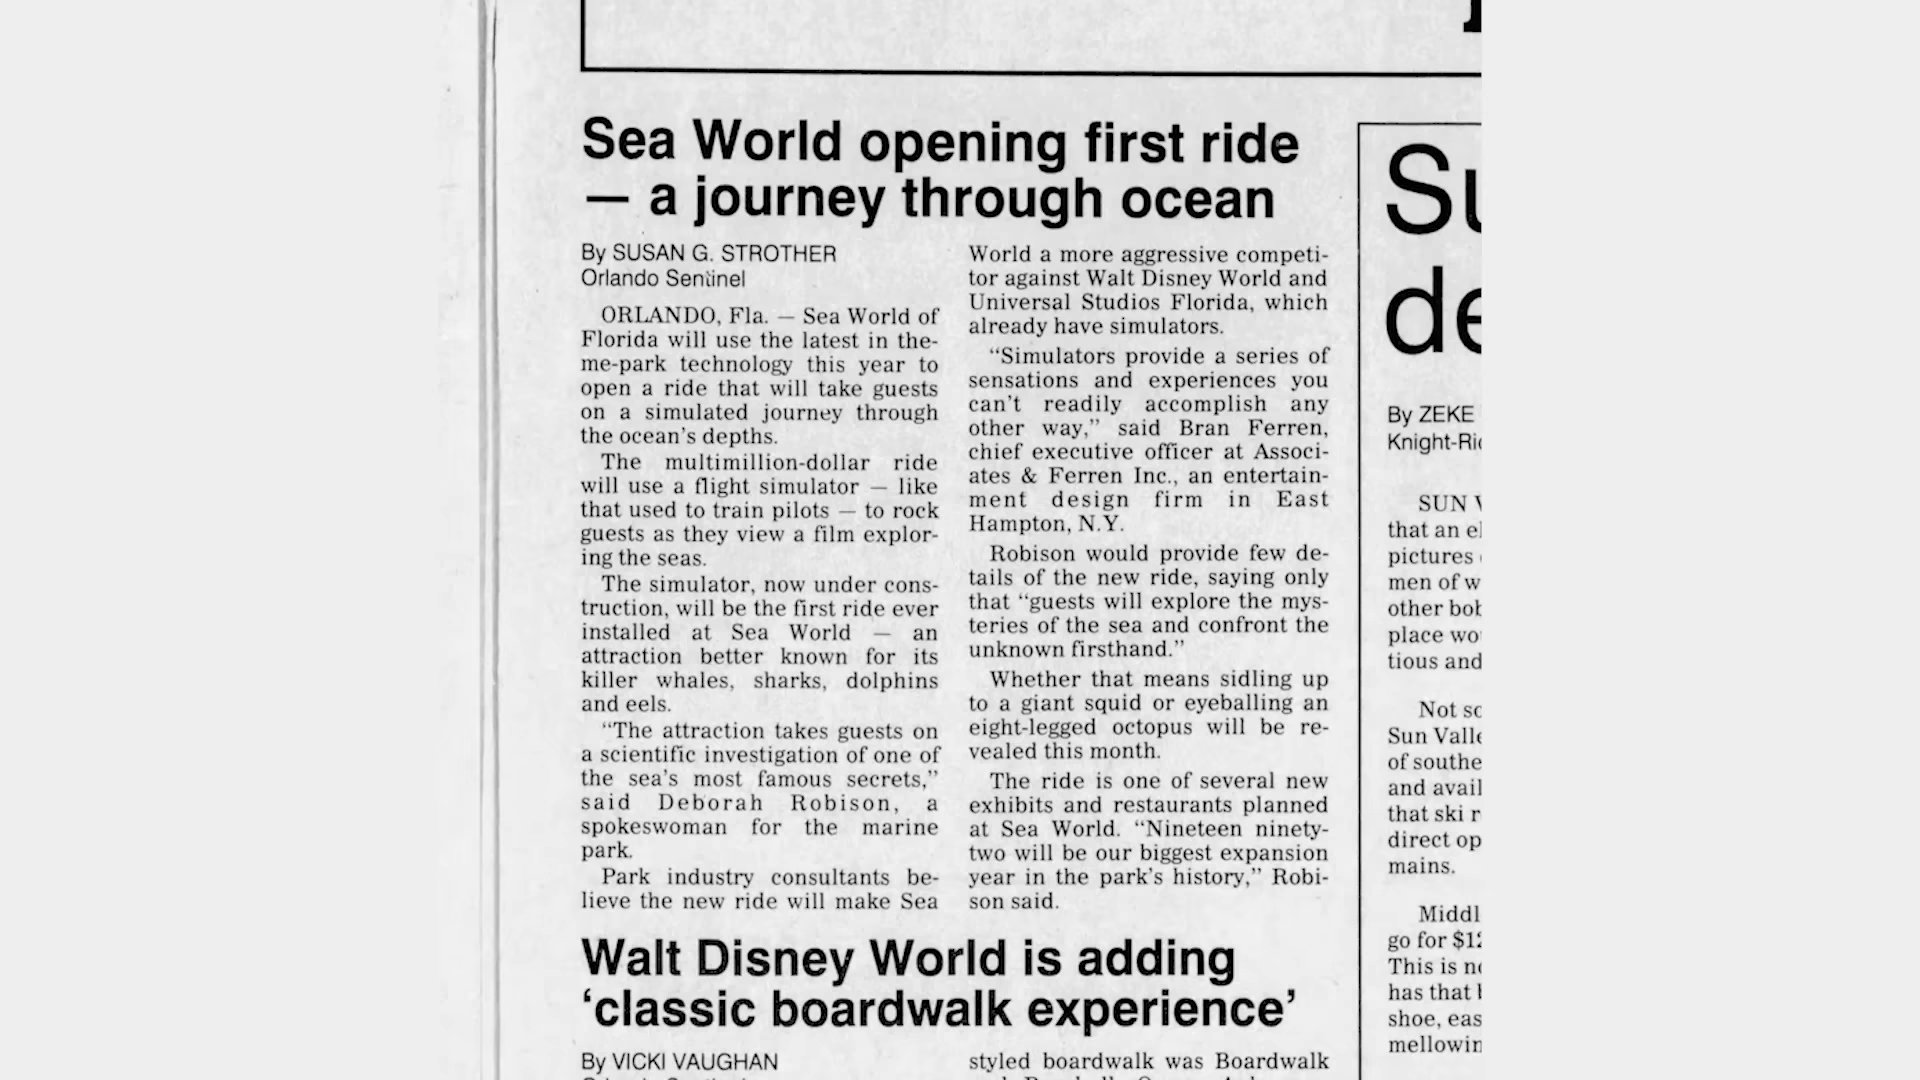 Sea World opening first ride
— a journey through ocean
By SUSAN G. STROTHER
Orlando Sentinel
ORLANDO, Fla. — Sea World of
Florida will use the latest in the-
me-park technology this year to
open a ride that will take guests
on a simulated journey through
the ocean's depths.
The multimillion-dollar ride
will use a flight simulator — like
that used to train pilots — to rock
guests as they view a film explor-
ing the seas.
The simulator, now under cons-
truction, will be the first ride ever
installed at Sea World — an
attraction better known for its
killer whales, sharks, dolphins
and eels.
"The attraction takes guests on
a scientific investigation of one of
the sea's most famous secrets,"
said Deborah Robison, a
spokeswoman for the marine
park.
Park industry consultants be-
lieve the new ride will make Sea
World a more aggressive competi-
tor against Walt Disney World and
Universal Studios Florida, which
already have simulators.
"Simulators provide a series of
sensations and experiences you
can't readily accomplish any
other way," said Bran Ferren,
chief executive officer at Associ-
ates & Ferren Inc., an entertain-
ment design firm in East
Hampton, N.Y.
Robison would provide few de-
tails of the new ride, saying only
that "guests will explore the mys-
teries of the sea and confront the
unknown firsthand."
Whether that means sidling up
to a giant squid or eyeballing an
eight-legged octopus will be re-
vealed this month.
The ride is one of several new
exhibits and restaurants planned
at Sea World. "Nineteen ninety-
two will be our biggest expansion
year in the park's history," Robi-
son said.
Walt Disney World is adding
'classic boardwalk experience'
By VICKI VAUGHAN
styled boardwalk was Boardwalk
Su
de
By ZEKE
Knight-Ri
SUN
that an el
pictures
men of w
other bob
place wo
tious and
Not so
Sun Valle
of southe
and avail
that ski r
direct op
mains.
Middl
go for $12
This is n
has that
shoe, eas
mellowin